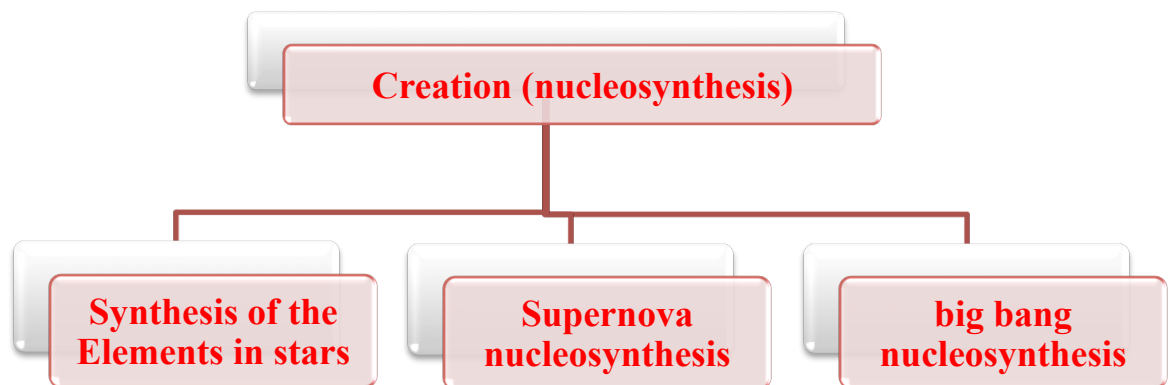 Creation (nucleosynthesis)
Synthesis of the
Elements in stars
Supernova
nucleosynthesis
big bang
nucleosynthesis